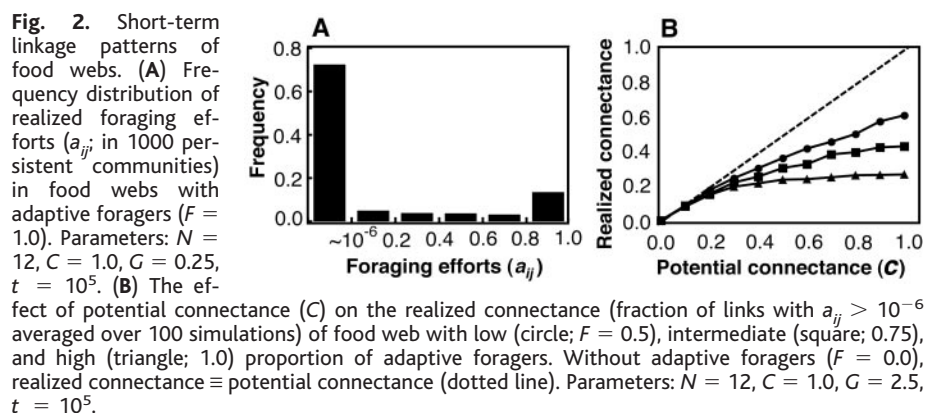 Fig. 2. Short-term
linkage patterns of
food webs. (A) Fre-
quency distribution of
realized foraging ef-
forts (aij; in 1000 per-
sistent communities)
in food webs with
adaptive foragers (F =
1.0). Parameters: N =
12, C = 1.0, G = 0.25,
t = 10⁵. (B) The ef-
fect of potential connectance (C) on the realized connectance (fraction of links with aij > 10⁻⁶
averaged over 100 simulations) of food web with low (circle; F = 0.5), intermediate (square; 0.75),
and high (triangle; 1.0) proportion of adaptive foragers. Without adaptive foragers (F = 0.0),
realized connectance ≡ potential connectance (dotted line). Parameters: N = 12, C = 1.0, G = 2.5,
t = 10⁵.
A
Frequency
0.8
0.6
0.4
0.2
0.0
~10⁻⁶ 0.2 0.4 0.6 0.8 1.0
Foraging efforts (aij)
B
Realized connectance
1.0
0.8
0.6
0.4
0.2
0.0
0.0 0.2 0.4 0.6 0.8 1.0
Potential connectance (C)